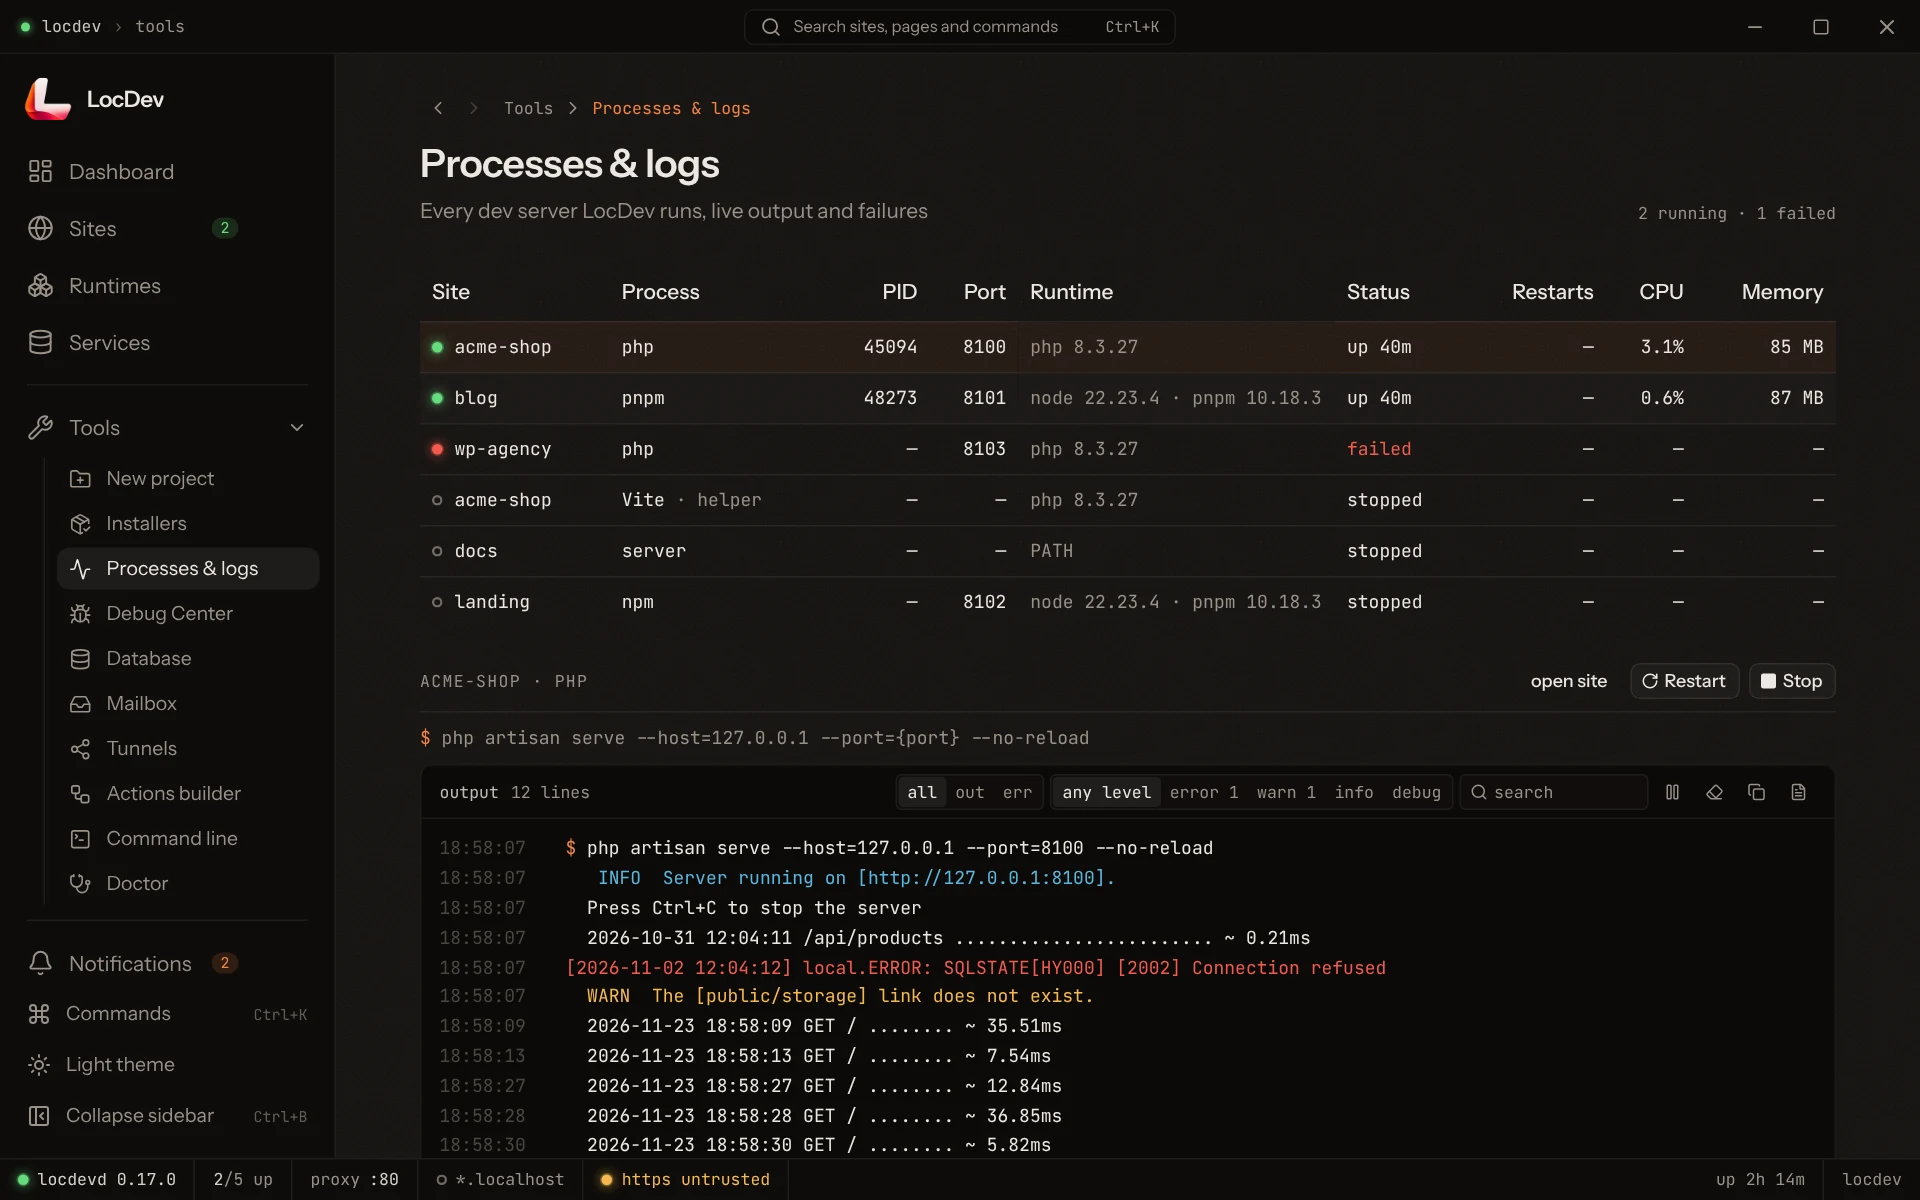 locdev › tools
Search sites, pages and commands Ctrl+K
LocDev
Dashboard
Sites 2
Runtimes
Services
Tools
New project
Installers
Processes & logs
Debug Center
Database
Mailbox
Tunnels
Actions builder
Command line
Doctor
Notifications 2
Commands Ctrl+K
Light theme
Collapse sidebar Ctrl+B
Tools > Processes & logs
Processes & logs
Every dev server LocDev runs, live output and failures
2 running · 1 failed
Site Process PID Port Runtime Status Restarts CPU Memory
acme-shop php 45094 8100 php 8.3.27 up 40m — 3.1% 85 MB
blog pnpm 48273 8101 node 22.23.4 · pnpm 10.18.3 up 40m — 0.6% 87 MB
wp-agency php — 8103 php 8.3.27 failed — — —
acme-shop Vite · helper — — php 8.3.27 stopped — — —
docs server — — PATH stopped — — —
landing npm — 8102 node 22.23.4 · pnpm 10.18.3 stopped — — —
ACME-SHOP · PHP
open site Restart Stop
$ php artisan serve --host=127.0.0.1 --port={port} --no-reload
output 12 lines all out err any level error 1 warn 1 info debug search
18:58:07 $ php artisan serve --host=127.0.0.1 --port=8100 --no-reload
18:58:07 INFO Server running on [http://127.0.0.1:8100].
18:58:07 Press Ctrl+C to stop the server
18:58:07 2026-10-31 12:04:11 /api/products ........................ ~ 0.21ms
18:58:07 [2026-11-02 12:04:12] local.ERROR: SQLSTATE[HY000] [2002] Connection refused
18:58:07 WARN The [public/storage] link does not exist.
18:58:09 2026-11-23 18:58:09 GET / ........ ~ 35.51ms
18:58:13 2026-11-23 18:58:13 GET / ........ ~ 7.54ms
18:58:27 2026-11-23 18:58:27 GET / ........ ~ 12.84ms
18:58:28 2026-11-23 18:58:28 GET / ........ ~ 36.85ms
18:58:30 2026-11-23 18:58:30 GET / ........ ~ 5.82ms
locdevd 0.17.0 2/5 up proxy :80 *.localhost https untrusted up 2h 14m locdev